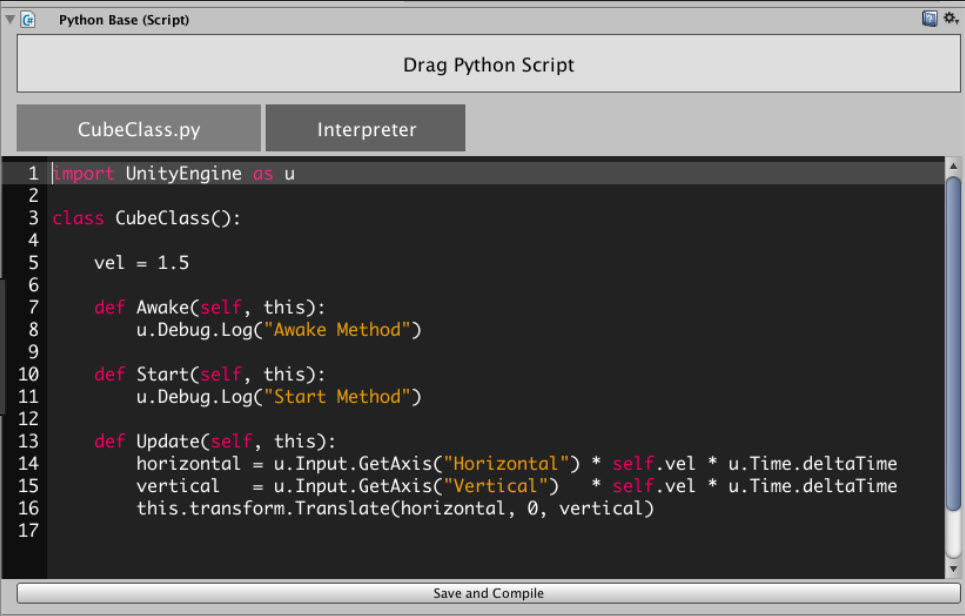 Python Base (Script)
Drag Python Script
CubeClass.py Interpreter
1 import UnityEngine as u
2
3 class CubeClass():
4
5     vel = 1.5
6
7     def Awake(self, this):
8         u.Debug.Log("Awake Method")
9
10     def Start(self, this):
11         u.Debug.Log("Start Method")
12
13     def Update(self, this):
14         horizontal = u.Input.GetAxis("Horizontal") * self.vel * u.Time.deltaTime
15         vertical   = u.Input.GetAxis("Vertical")   * self.vel * u.Time.deltaTime
16         this.transform.Translate(horizontal, 0, vertical)
17
Save and Compile